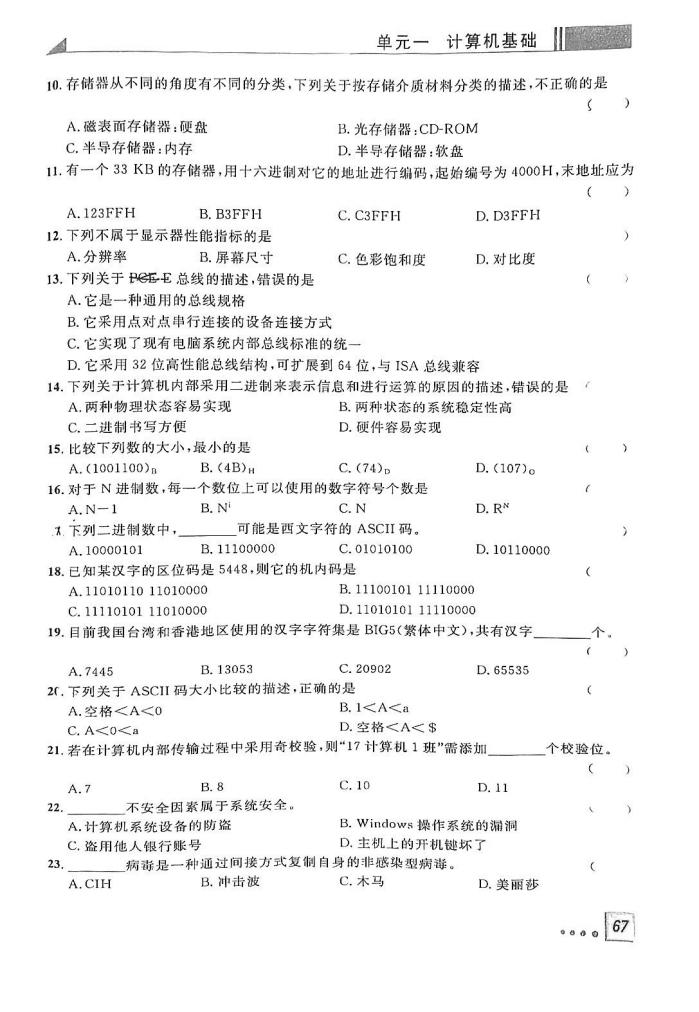 单元一 计算机基础
10.存储器从不同的角度有不同的分类,下列关于按存储介质材料分类的描述,不正确的是
( )
A.磁表面存储器:硬盘 B.光存储器:CD-ROM
C.半导存储器:内存 D.半导存储器:软盘
11.有一个 33 KB 的存储器,用十六进制对它的地址进行编码,起始编号为 4000H,末地址应为
( )
A.123FFH B. B3FFH C. C3FFH D. D3FFH
12.下列不属于显示器性能指标的是 )
A.分辨率 B. 屏幕尺寸 C. 色彩饱和度 D. 对比度
13.下列关于 总线的描述,错误的是 ( )
A.它是一种通用的总线规格
B.它采用点对点串行连接的设备连接方式
C.它实现了现有电脑系统内部总线标准的统一
D.它采用 32 位高性能总线结构,可扩展到 64 位,与 ISA 总线兼容
14.下列关于计算机内部采用二进制来表示信息和进行运算的原因的描述,错误的是 (
A.两种物理状态容易实现 B.两种状态的系统稳定性高
C.二进制书写方便 D.硬件容易实现
15.比较下列数的大小,最小的是 ( )
A.(1001100)B B.(4B)H C.(74)D D.(107)O
16.对于 N 进制数,每一个数位上可以使用的数字符号个数是 (
A.N-1 B. Nⁱ C. N D. Rᴺ
7.下列二进制数中,______可能是西文字符的 ASCII 码。 )
A.10000101 B. 11100000 C. 01010100 D. 10110000
18.已知某汉字的区位码是 5448,则它的机内码是 (
A.11010110 11010000 B. 11100101 11110000
C.11110101 11010000 D. 11010101 11110000
19.目前我国台湾和香港地区使用的汉字字符集是 BIG5(繁体中文),共有汉字______个。
( )
A.7445 B. 13053 C. 20902 D. 65535
20.下列关于 ASCII 码大小比较的描述,正确的是 (
A.空格<A<0 B. 1<A<a
C. A<0<a D. 空格<A<$
21.若在计算机内部传输过程中采用奇校验,则“17 计算机 1 班”需添加______个校验位。
( )
A.7 B. 8 C. 10 D. 11
22.______不安全因素属于系统安全。 ( )
A.计算机系统设备的防盗 B. Windows 操作系统的漏洞
C.盗用他人银行账号 D. 主机上的开机键坏了
23.______病毒是一种通过间接方式复制自身的非感染型病毒。 (
A.CIH B. 冲击波 C. 木马 D. 美丽莎
67